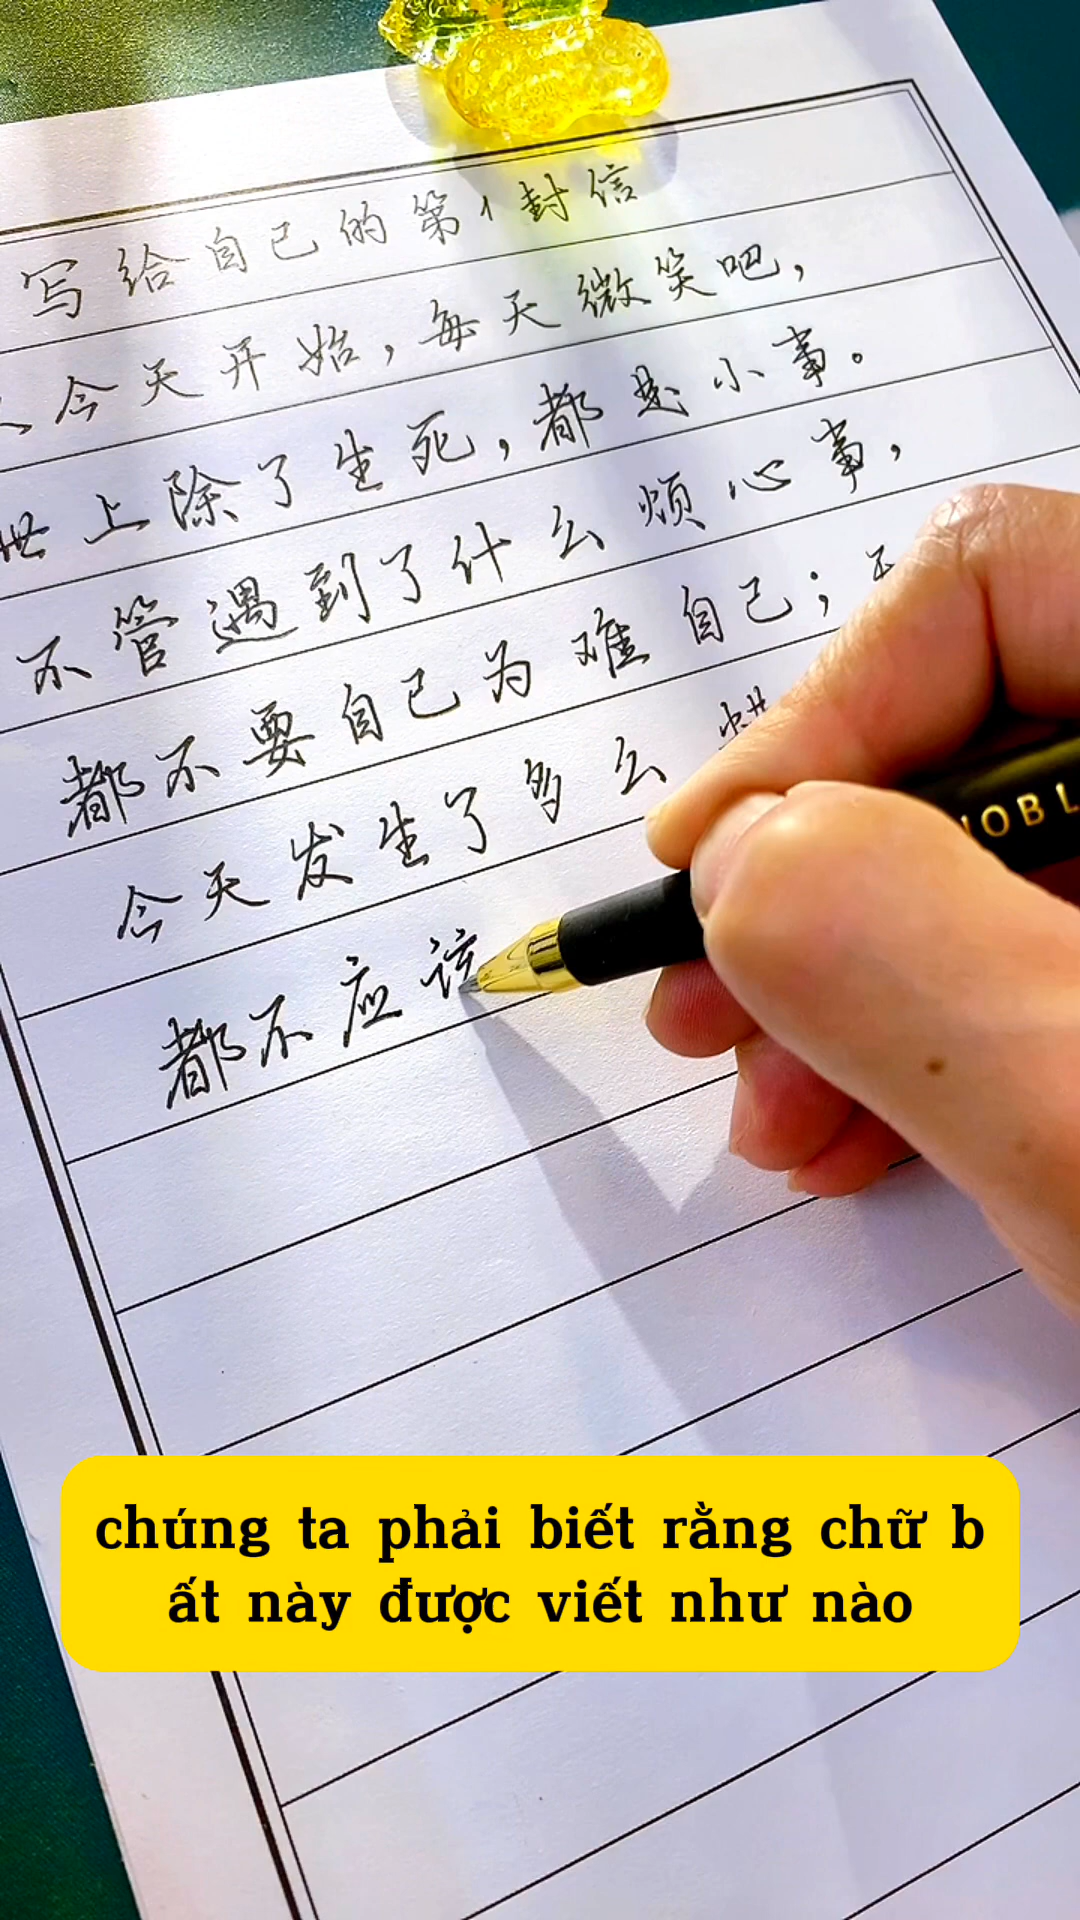 写给自己的第1封信
今天开始，每天微笑吧，
世上除了生死，都是小事。
不管遇到了什么烦心事，
都不要自己为难自己；
今天发生了多么
都不应该
NOBL
chúng ta phải biết rằng chữ b
ất này được viết như nào